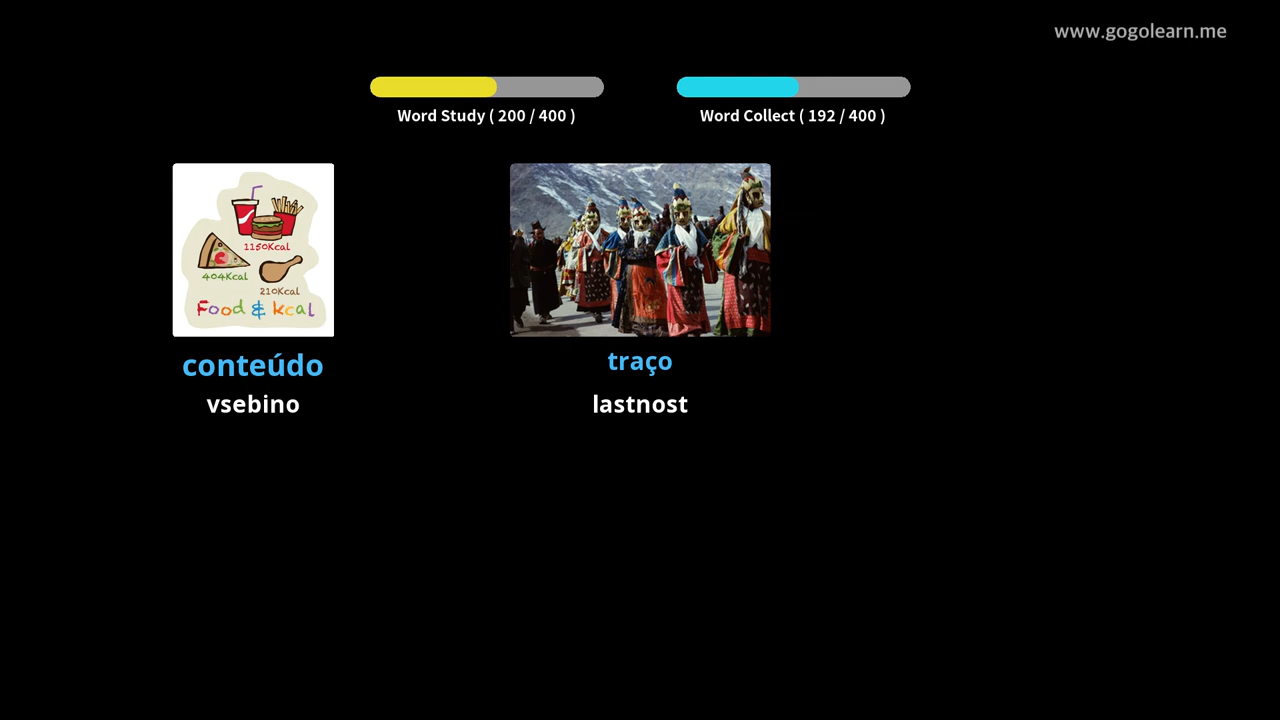 www.gogolearn.me
Word Study ( 200 / 400 )
Word Collect ( 192 / 400 )
1150Kcal
404Kcal
210Kcal
Food & kcal
conteúdo
vsebino
traço
lastnost